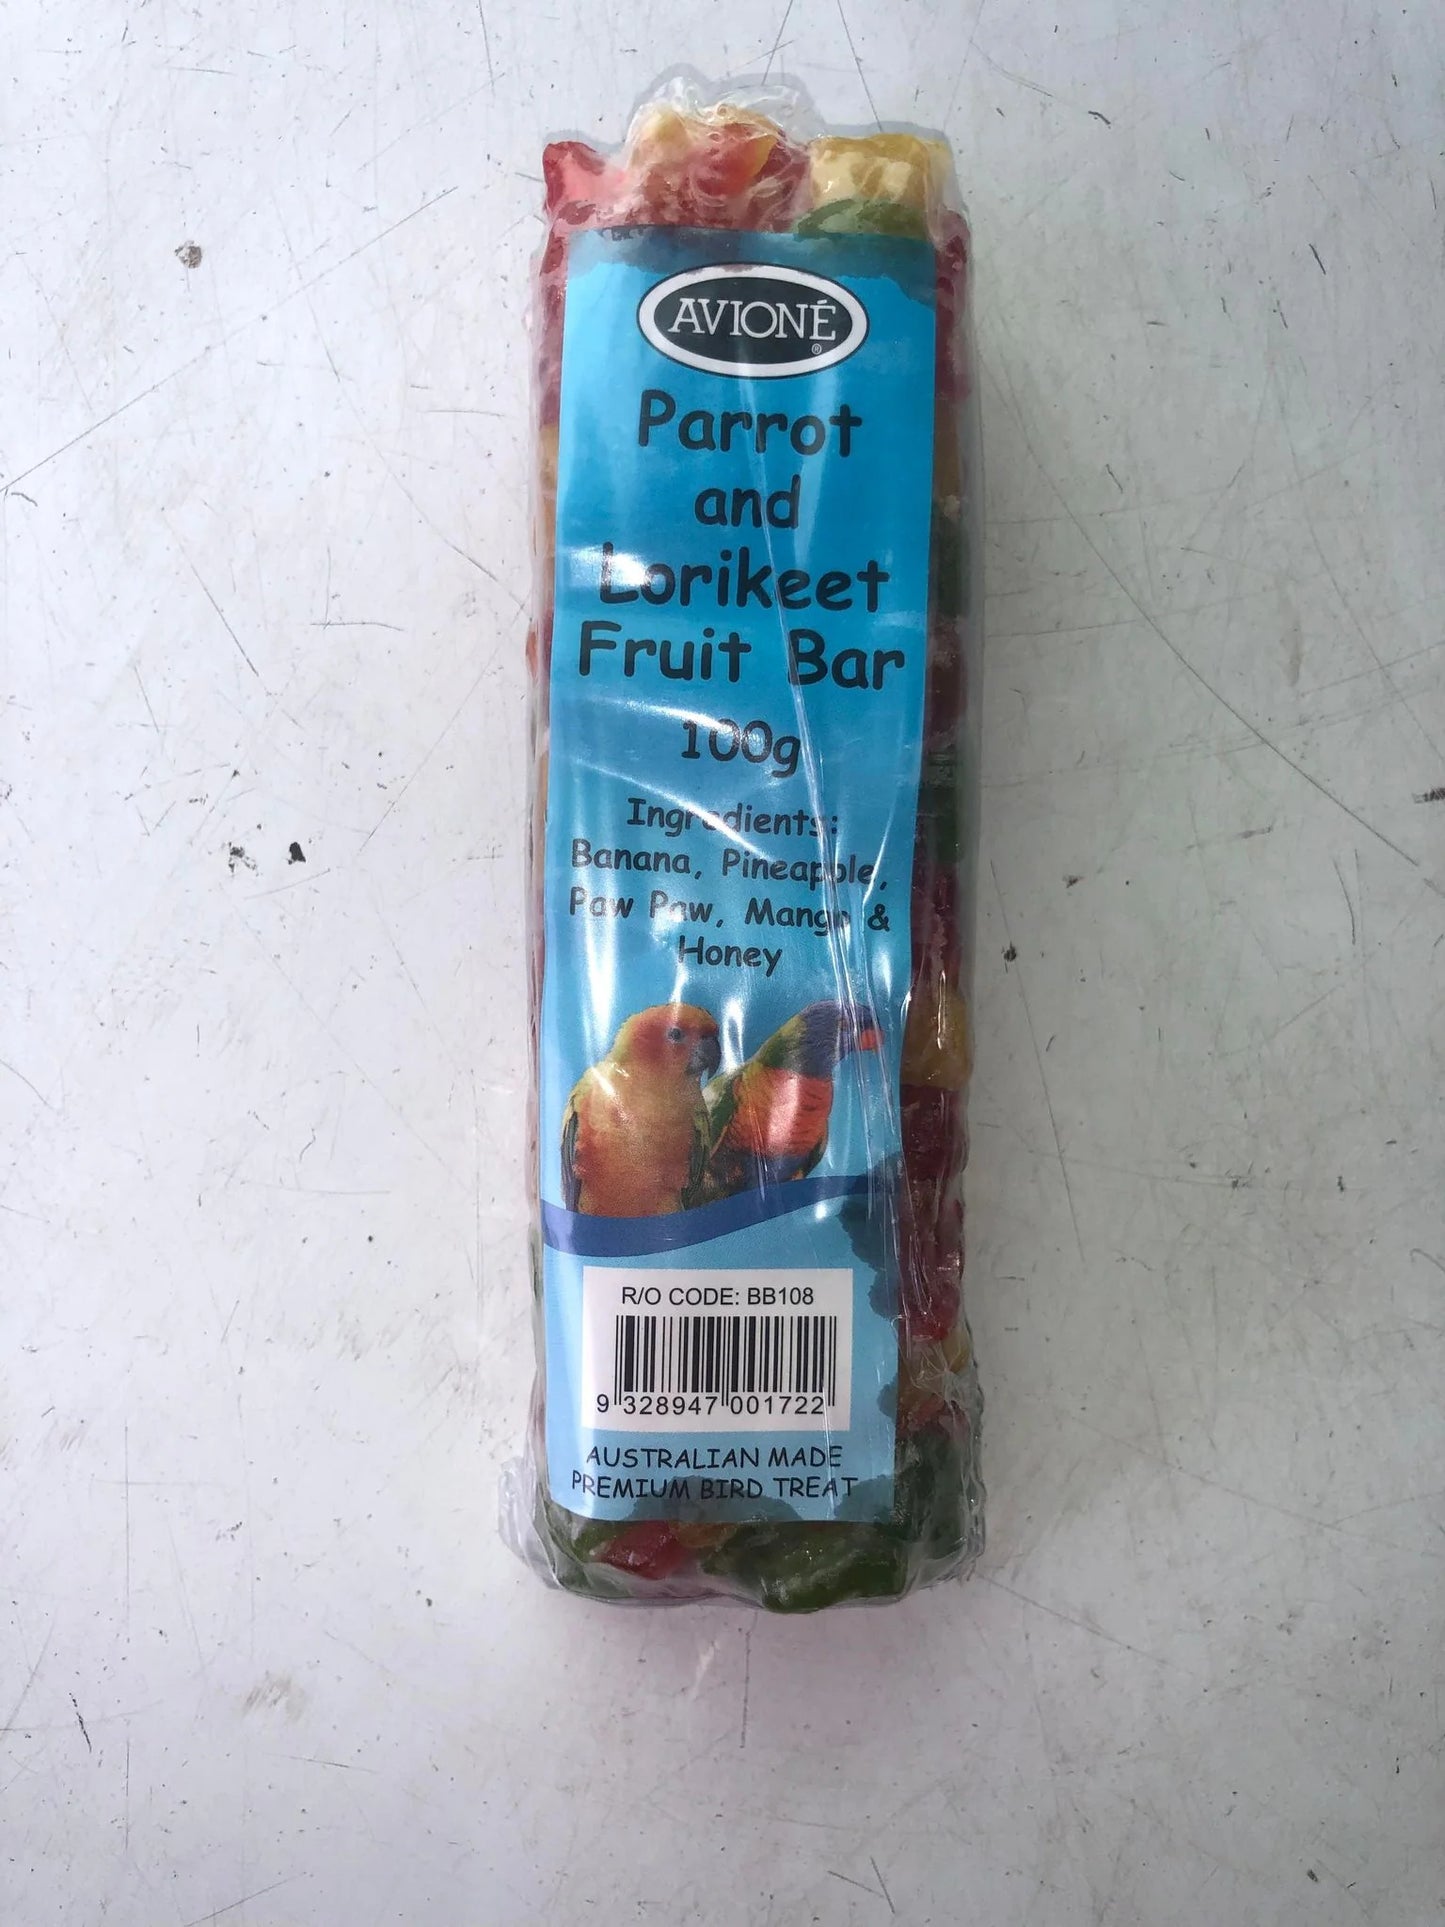 AVIONÉ
®
Parrot
and
Lorikeet
Fruit Bar
100g
Ingredients:
Banana, Pineapple,
Paw Paw, Mango &
Honey
R/O CODE: BB108
9 328947 001722
AUSTRALIAN MADE
PREMIUM BIRD TREAT